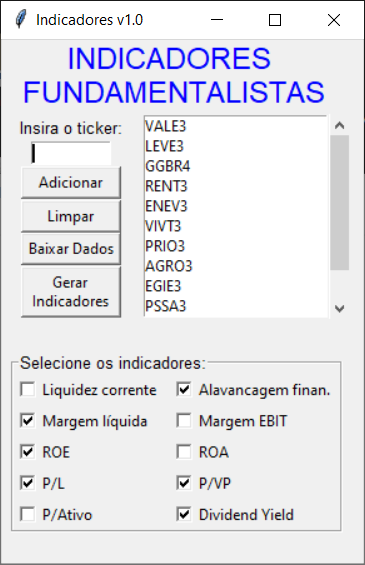 Indicadores v1.0
INDICADORES
FUNDAMENTALISTAS
Insira o ticker:
Adicionar
Limpar
Baixar Dados
Gerar
Indicadores
VALE3
LEVE3
GGBR4
RENT3
ENEV3
VIVT3
PRIO3
AGRO3
EGIE3
PSSA3
Selecione os indicadores:
Liquidez corrente
Alavancagem finan.
Margem líquida
Margem EBIT
ROE
ROA
P/L
P/VP
P/Ativo
Dividend Yield